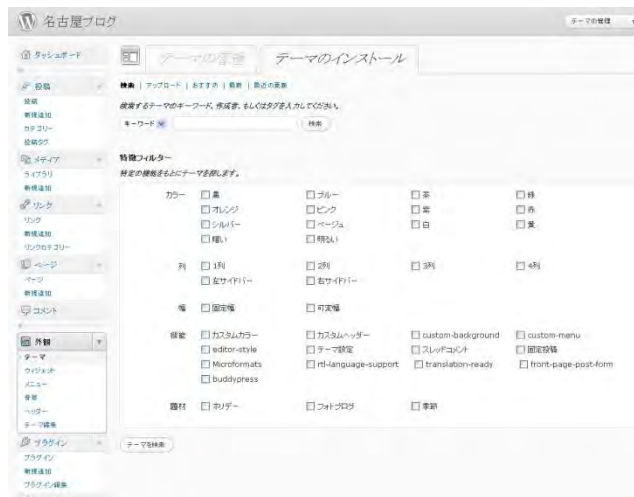 名古屋ブログ
テーマの管理
ダッシュボード
テーマの管理 テーマのインストール
投稿
投稿
新規追加
カテゴリー
投稿タグ
メディア
ライブラリ
新規追加
リンク
リンク
新規追加
リンクカテゴリー
ページ
ページ
新規追加
コメント
外観
テーマ
ウィジェット
メニュー
背景
ヘッダー
テーマ編集
プラグイン
プラグイン
新規追加
プラグイン編集
検索 | アップロード | おすすめ | 最新 | 最近の更新
検索するテーマのキーワード、作成者、もしくはタグを入力してください。
キーワード 検索
特徴フィルター
特定の機能をもとにテーマを探します。
カラー 黒 ブルー 茶 緑
オレンジ ピンク 紫 赤
シルバー ベージュ 白 黄
暗い 明るい
列 1列 2列 3列 4列
左サイドバー 右サイドバー
幅 固定幅 可変幅
機能 カスタムカラー カスタムヘッダー custom-background custom-menu
editor-style テーマ設定 スレッドコメント 固定投稿
Microformats rtl-language-support translation-ready front-page-post-form
buddypress
題材 ホリデー フォトブログ 季節
テーマを検索